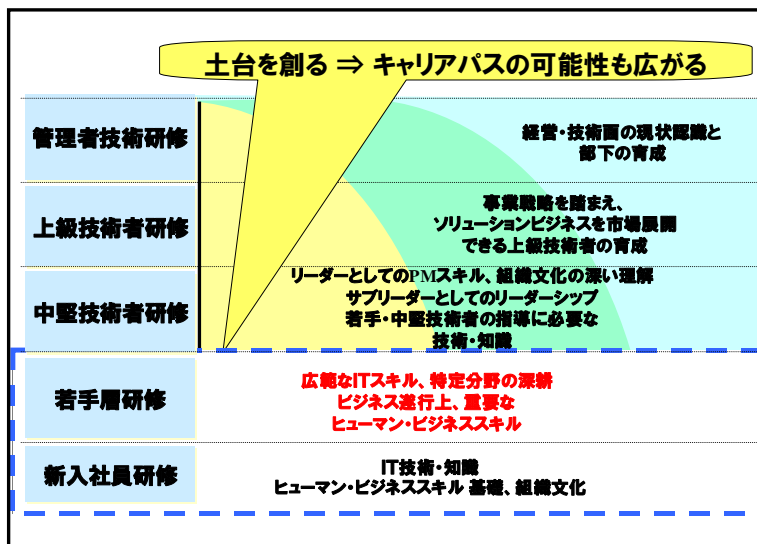 土台を創る ⇒ キャリアパスの可能性も広がる
管理者技術研修
経営・技術面の現状認識と
部下の育成
上級技術者研修
事業戦略を踏まえ、
ソリューションビジネスを市場展開
できる上級技術者の育成
中堅技術者研修
リーダーとしてのPMスキル、組織文化の深い理解
サブリーダーとしてのリーダーシップ
若手・中堅技術者の指導に必要な
技術・知識
若手層研修
広範なITスキル、特定分野の深耕
ビジネス遂行上、重要な
ヒューマン・ビジネススキル
新入社員研修
IT技術・知識
ヒューマン・ビジネススキル 基礎、組織文化